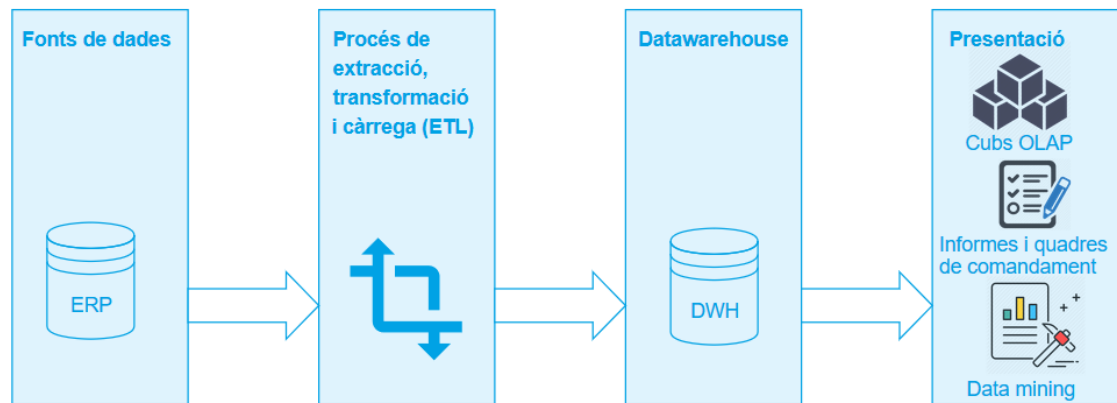 Fonts de dades
ERP
Procés de
extracció,
transformació
i càrrega (ETL)
Datawarehouse
DWH
Presentació
Cubs OLAP
Informes i quadres
de comandament
Data mining